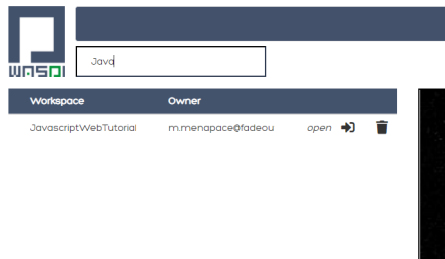 WASDI
Java
Workspace Owner
JavascriptWebTutorial m.menapace@fadeou open